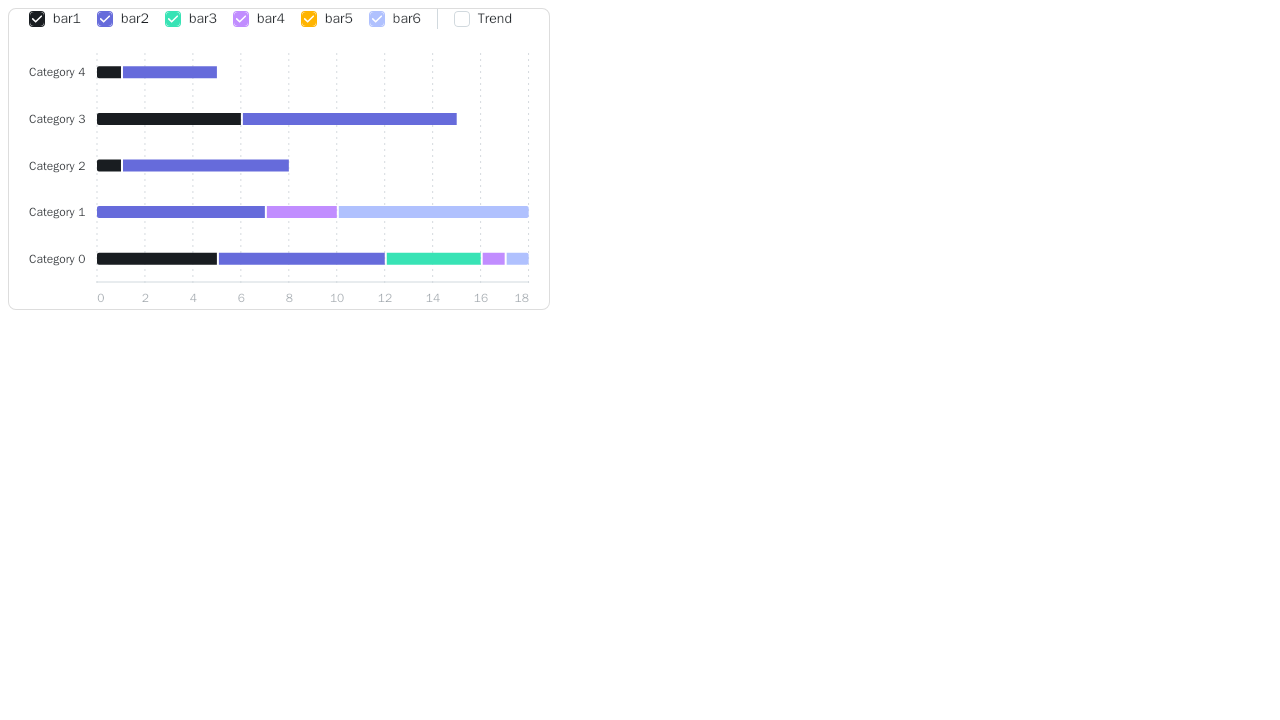 bar1 bar2 bar3 bar4 bar5 bar6 Trend
Category 4
Category 3
Category 2
Category 1
Category 0
0 2 4 6 8 10 12 14 16 18